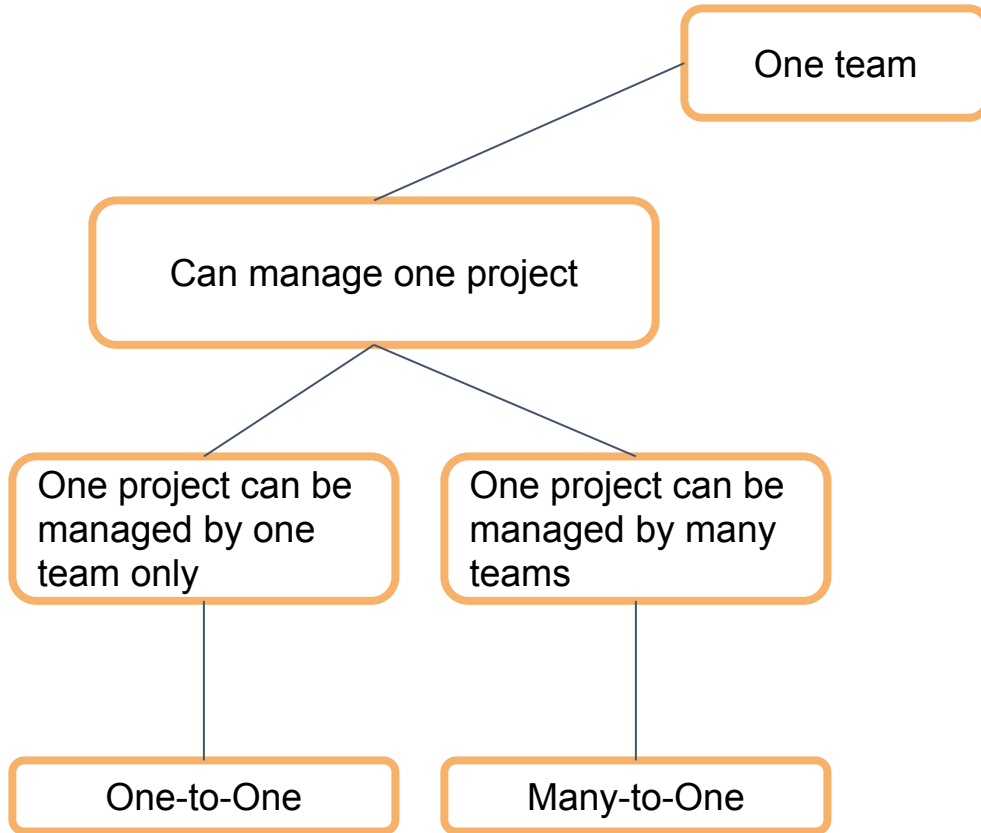 One team
Can manage one project
One project can be
managed by one
team only
One project can be
managed by many
teams
One-to-One
Many-to-One